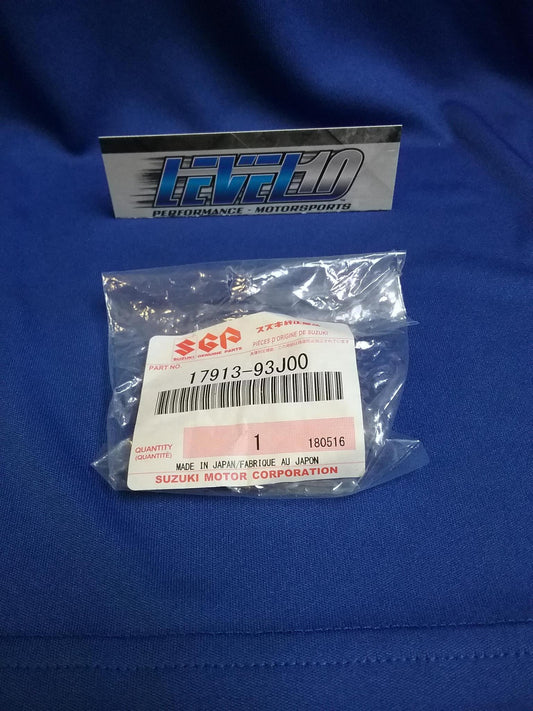 LEVEL10
PERFORMANCE - MOTORSPORTS
SGP
SUZUKI GENUINE PARTS
スズキ純正部品
PIÈCES D'ORIGINE DE SUZUKI
PART NO.
17913-93J00
QUANTITY
(QUANTITÉ)
1
180516
MADE IN JAPAN/FABRIQUE AU JAPON
SUZUKI MOTOR CORPORATION